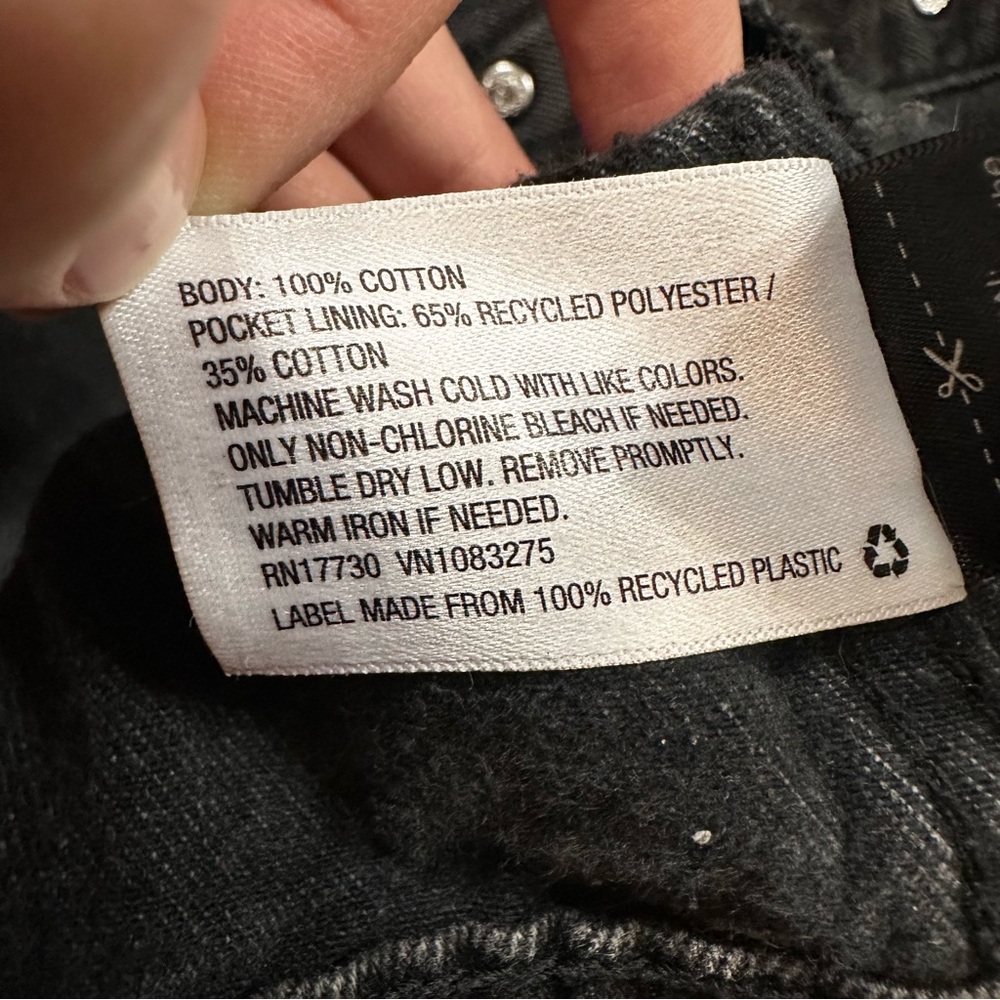 BODY: 100% COTTON
POCKET LINING: 65% RECYCLED POLYESTER /
35% COTTON
MACHINE WASH COLD WITH LIKE COLORS.
ONLY NON-CHLORINE BLEACH IF NEEDED.
TUMBLE DRY LOW. REMOVE PROMPTLY.
WARM IRON IF NEEDED.
RN17730 VN1083275
LABEL MADE FROM 100% RECYCLED PLASTIC